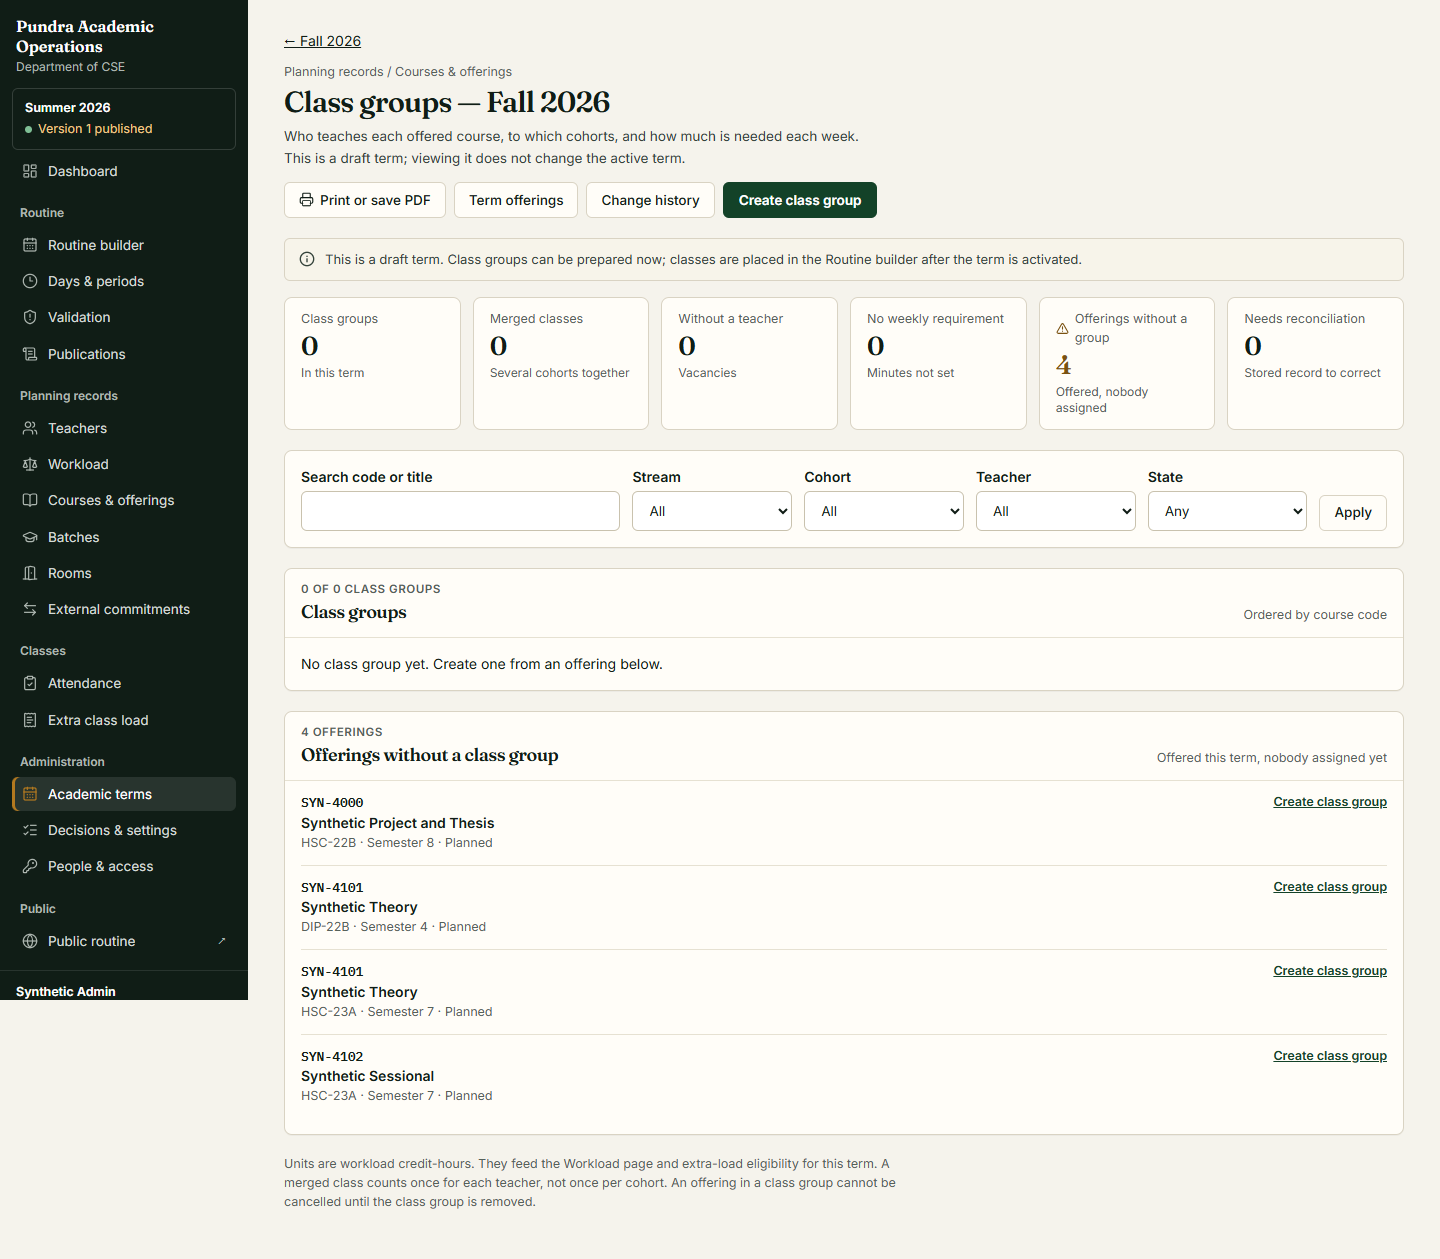 Pundra Academic
Operations
Department of CSE
Summer 2026
Version 1 published
Dashboard
Routine
Routine builder
Days & periods
Validation
Publications
Planning records
Teachers
Workload
Courses & offerings
Batches
Rooms
External commitments
Classes
Attendance
Extra class load
Administration
Academic terms
Decisions & settings
People & access
Public
Public routine ↗
Synthetic Admin
← Fall 2026
Planning records / Courses & offerings
Class groups — Fall 2026
Who teaches each offered course, to which cohorts, and how much is needed each week.
This is a draft term; viewing it does not change the active term.
Print or save PDF Term offerings Change history Create class group
This is a draft term. Class groups can be prepared now; classes are placed in the Routine builder after the term is activated.
Class groups
0
In this term
Merged classes
0
Several cohorts together
Without a teacher
0
Vacancies
No weekly requirement
0
Minutes not set
Offerings without a
group
4
Offered, nobody
assigned
Needs reconciliation
0
Stored record to correct
Search code or title Stream Cohort Teacher State
All All All Any Apply
0 OF 0 CLASS GROUPS
Class groups Ordered by course code
No class group yet. Create one from an offering below.
4 OFFERINGS
Offerings without a class group Offered this term, nobody assigned yet
SYN-4000 Create class group
Synthetic Project and Thesis
HSC-22B · Semester 8 · Planned
SYN-4101 Create class group
Synthetic Theory
DIP-22B · Semester 4 · Planned
SYN-4101 Create class group
Synthetic Theory
HSC-23A · Semester 7 · Planned
SYN-4102 Create class group
Synthetic Sessional
HSC-23A · Semester 7 · Planned
Units are workload credit-hours. They feed the Workload page and extra-load eligibility for this term. A
merged class counts once for each teacher, not once per cohort. An offering in a class group cannot be
cancelled until the class group is removed.